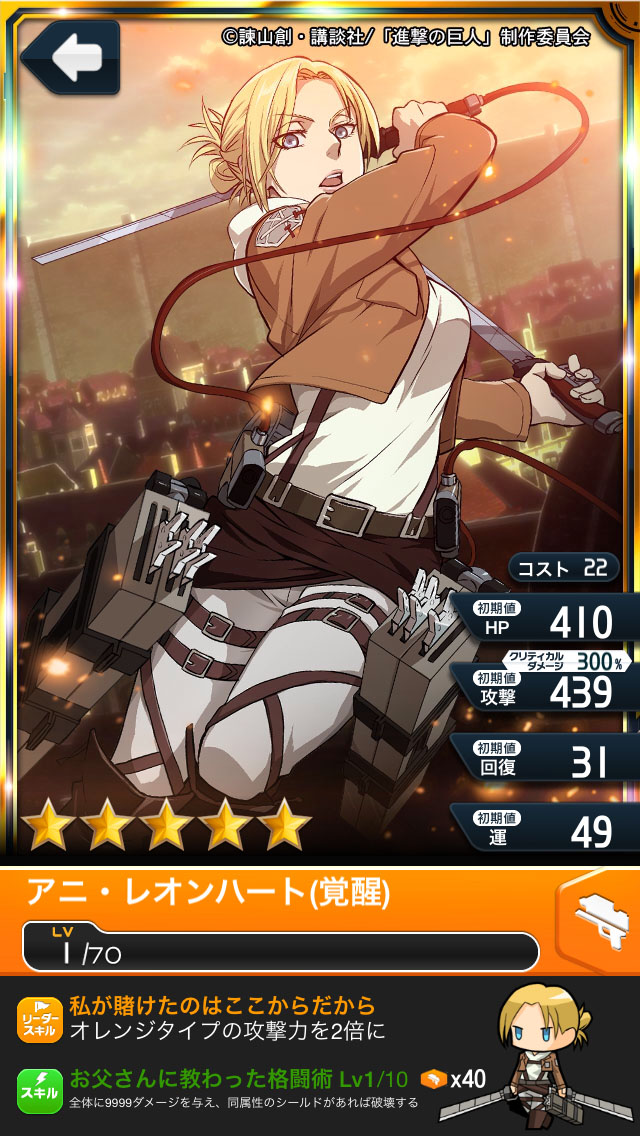 ©諫山創・講談社/「進撃の巨人」制作委員会
コスト 22
初期値
HP 410
クリティカル
ダメージ 300%
初期値
攻撃 439
初期値
回復 31
初期値
運 49
アニ・レオンハート(覚醒)
LV
1/70
リーダー
スキル
私が賭けたのはここからだから
オレンジタイプの攻撃力を2倍に
スキル
お父さんに教わった格闘術 Lv1/10 x40
全体に9999ダメージを与え、同属性のシールドがあれば破壊する